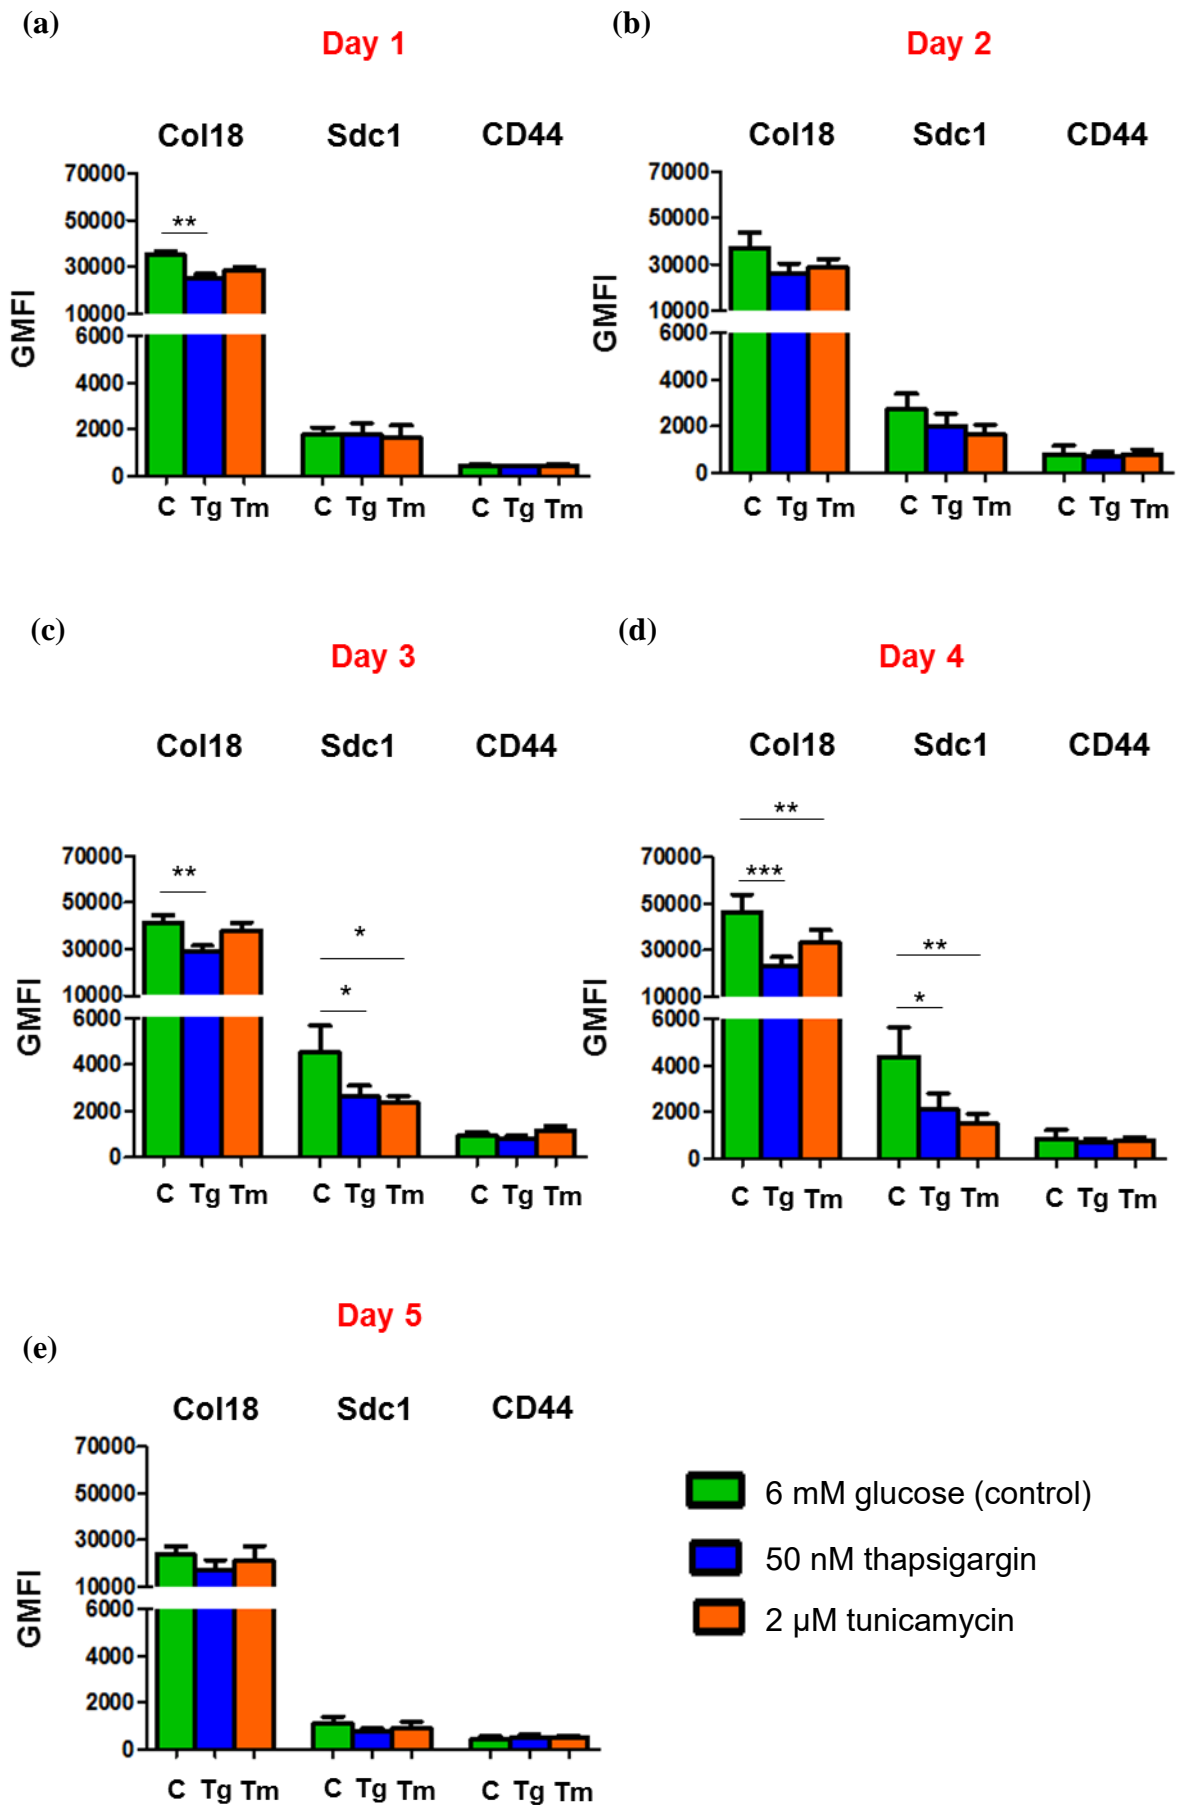 (a)
Day 1
Col18 Sdc1 CD44
**
70000
50000
30000
10000
6000
4000
2000
0
GMFI
C Tg Tm C Tg Tm C Tg Tm
(b)
Day 2
Col18 Sdc1 CD44
70000
50000
30000
10000
6000
4000
2000
0
GMFI
C Tg Tm C Tg Tm C Tg Tm
(c)
Day 3
Col18 Sdc1 CD44
**
*
*
70000
50000
30000
10000
6000
4000
2000
0
GMFI
C Tg Tm C Tg Tm C Tg Tm
(d)
Day 4
Col18 Sdc1 CD44
**
***
**
*
70000
50000
30000
10000
6000
4000
2000
0
GMFI
C Tg Tm C Tg Tm C Tg Tm
(e)
Day 5
Col18 Sdc1 CD44
70000
50000
30000
10000
6000
4000
2000
0
GMFI
C Tg Tm C Tg Tm C Tg Tm
6 mM glucose (control)
50 nM thapsigargin
2 µM tunicamycin